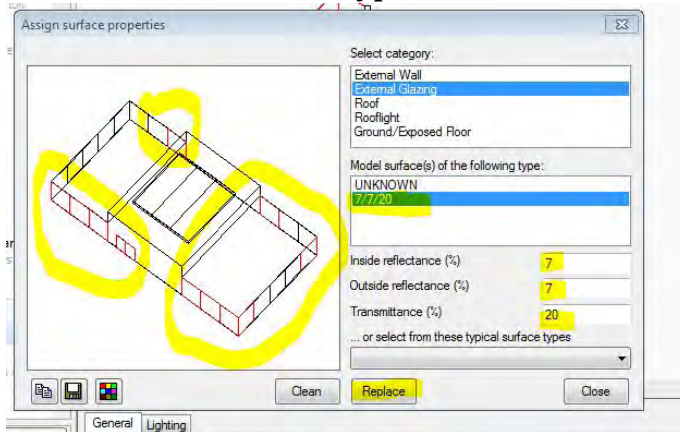 Assign surface properties
Select category:
External Wall
External Glazing
Roof
Rooflight
Ground/Exposed Floor
Model surface(s) of the following type:
UNKNOWN
7/7/20
Inside reflectance (%)
7
Outside reflectance (%)
7
Transmittance (%)
20
... or select from these typical surface types
Clean
Replace
Close
General
Lighting